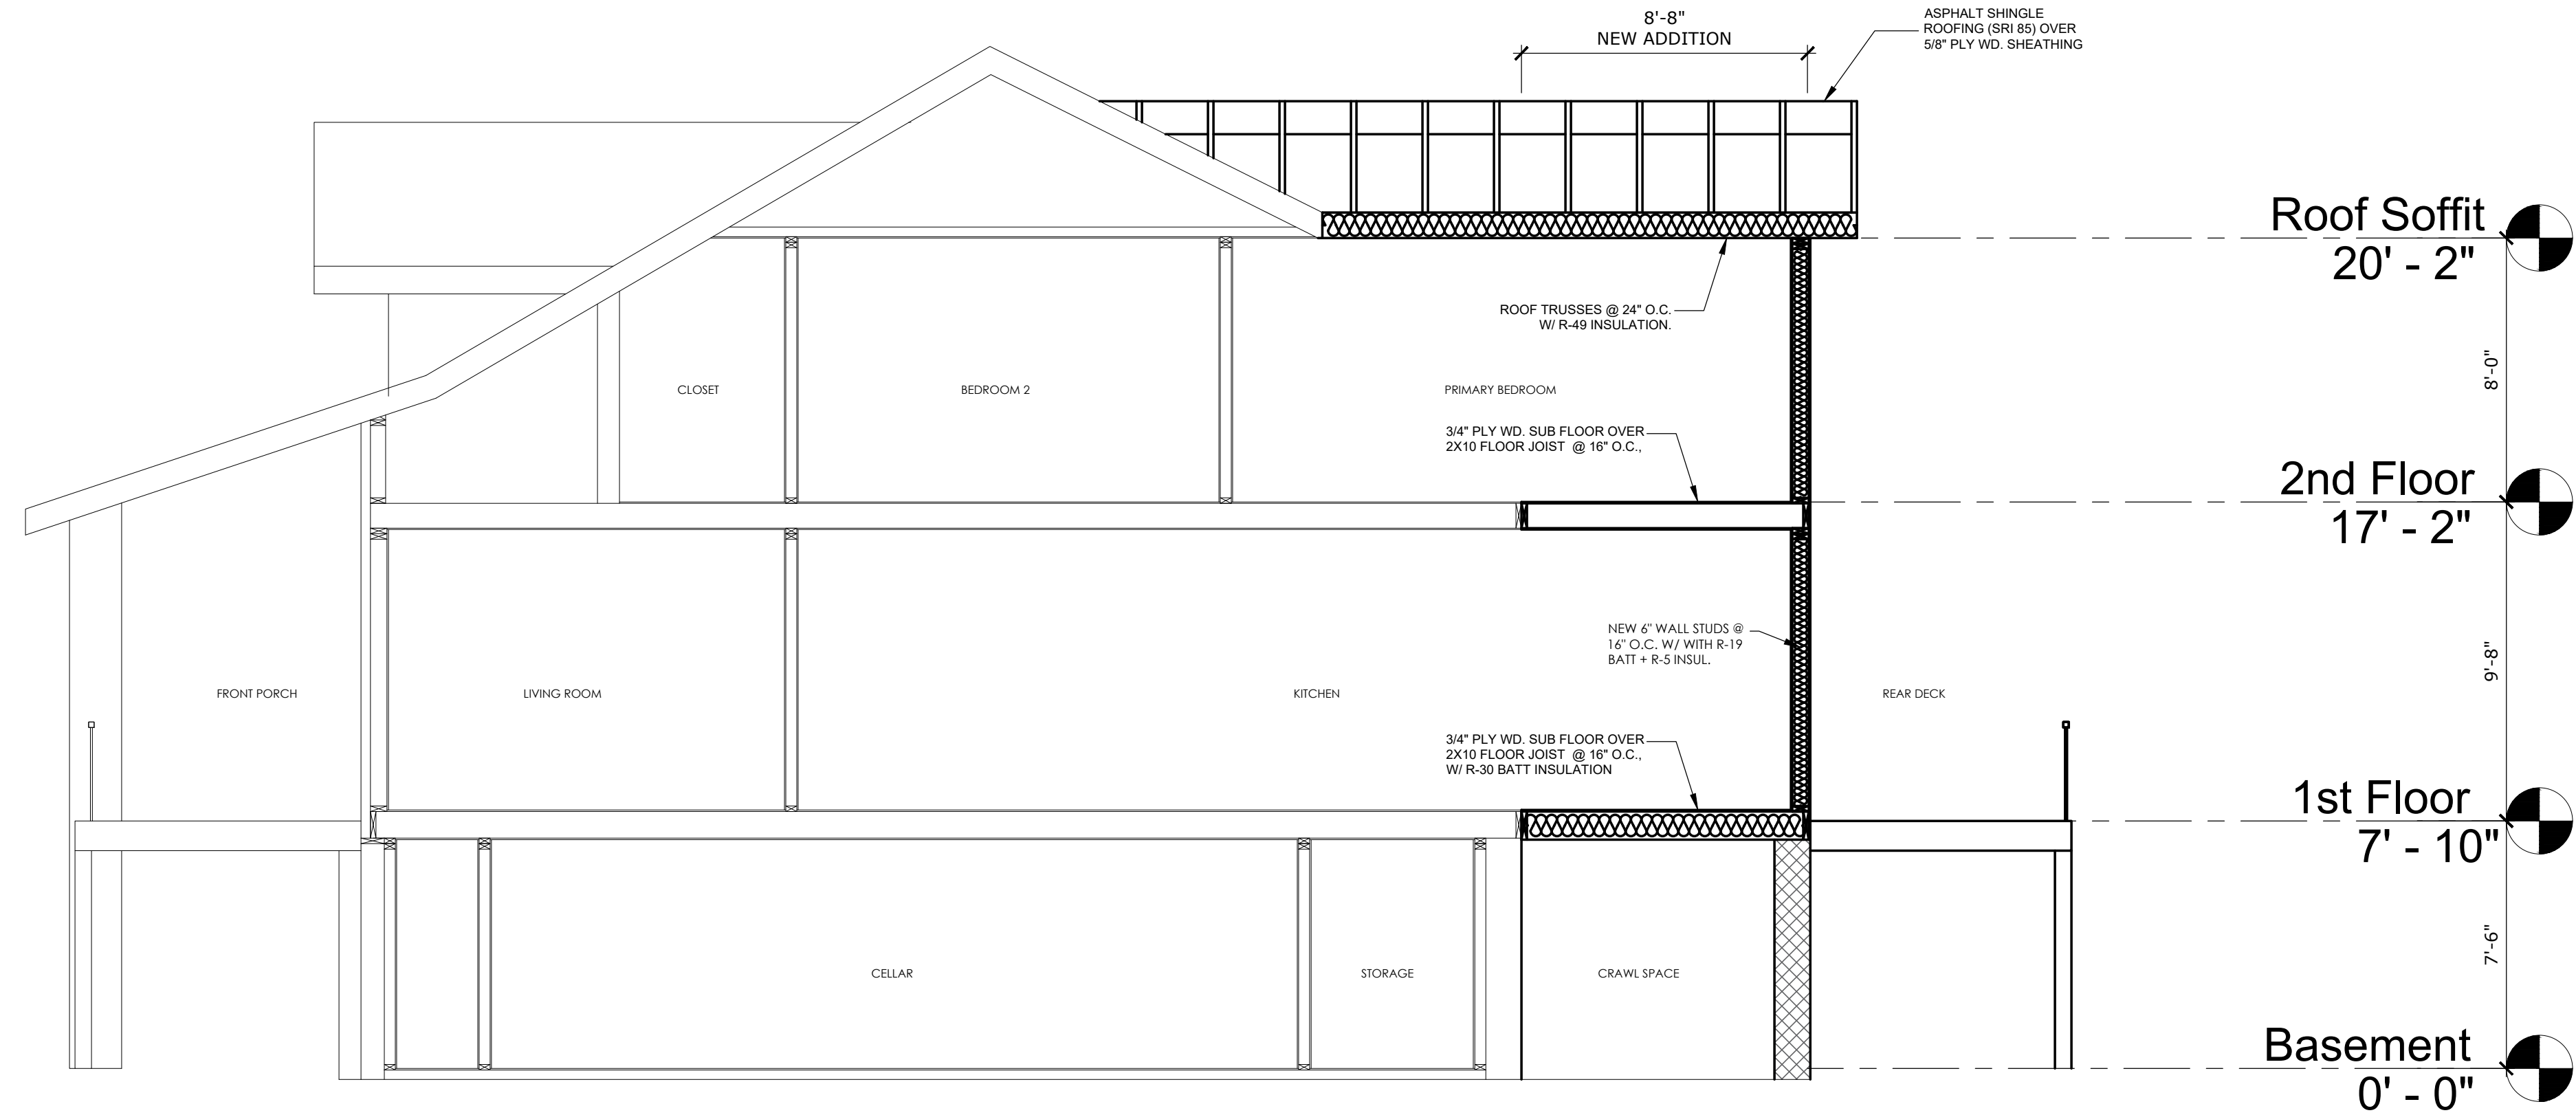 8'-8"
NEW ADDITION
ASPHALT SHINGLE
ROOFING (SRI 85) OVER
5/8" PLY WD. SHEATHING
Roof Soffit
20' - 2"
ROOF TRUSSES @ 24" O.C.
W/ R-49 INSULATION.
8'-0"
CLOSET
BEDROOM 2
PRIMARY BEDROOM
3/4" PLY WD. SUB FLOOR OVER
2X10 FLOOR JOIST @ 16" O.C.,
2nd Floor
17' - 2"
NEW 6" WALL STUDS @
16" O.C. W/ WITH R-19
BATT + R-5 INSUL.
9'-8"
FRONT PORCH
LIVING ROOM
KITCHEN
REAR DECK
3/4" PLY WD. SUB FLOOR OVER
2X10 FLOOR JOIST @ 16" O.C.,
W/ R-30 BATT INSULATION
1st Floor
7' - 10"
7'-6"
CELLAR
STORAGE
CRAWL SPACE
Basement
0' - 0"